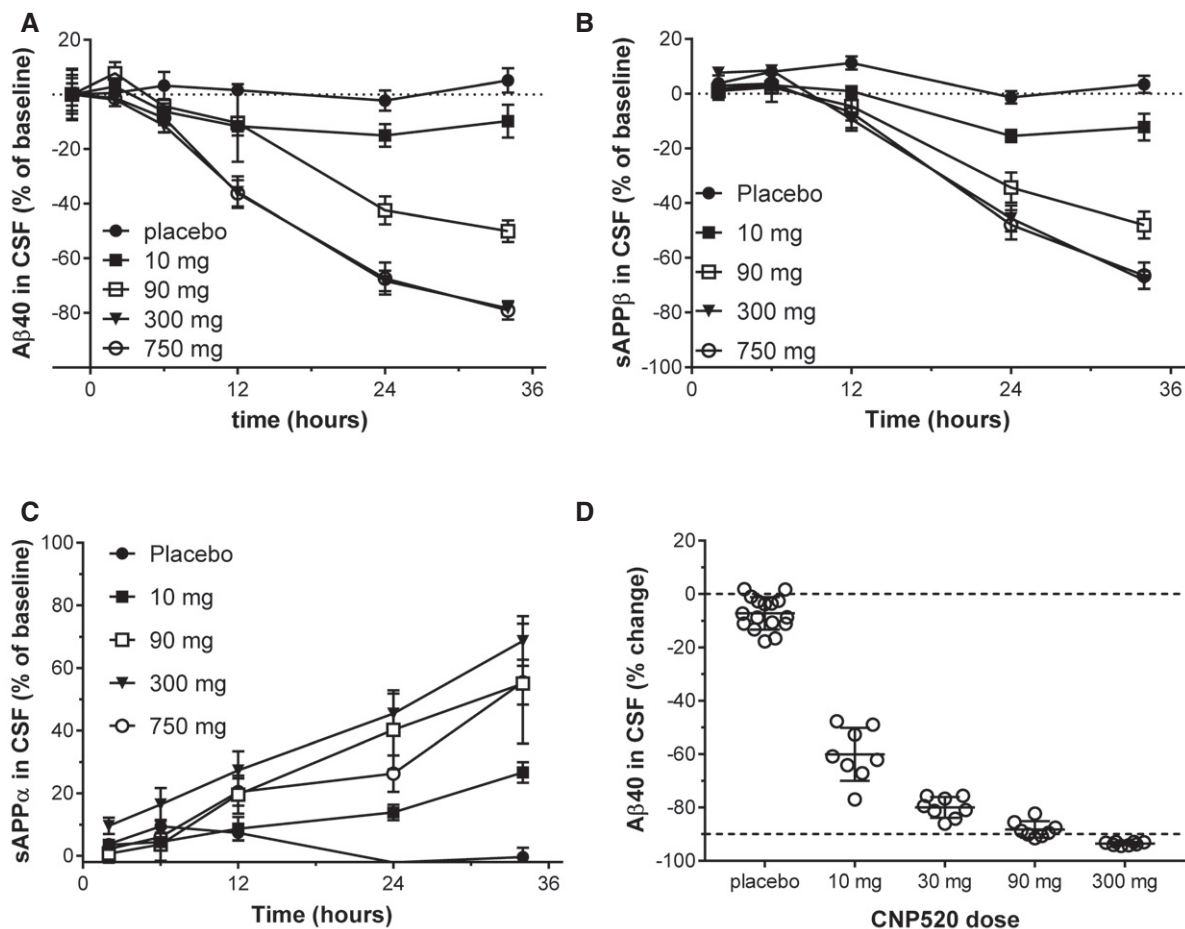 A
Aβ40 in CSF (% of baseline)
20
0
-20
-40
-60
-80
placebo
10 mg
90 mg
300 mg
750 mg
0 12 24 36
time (hours)
B
sAPPβ in CSF (% of baseline)
20
0
-20
-40
-60
-80
-100
Placebo
10 mg
90 mg
300 mg
750 mg
0 12 24 36
Time (hours)
C
sAPPα in CSF (% of baseline)
100
80
60
40
20
0
Placebo
10 mg
90 mg
300 mg
750 mg
0 12 24 36
Time (hours)
D
Aβ40 in CSF (% change)
20
0
-20
-40
-60
-80
-100
placebo 10 mg 30 mg 90 mg 300 mg
CNP520 dose